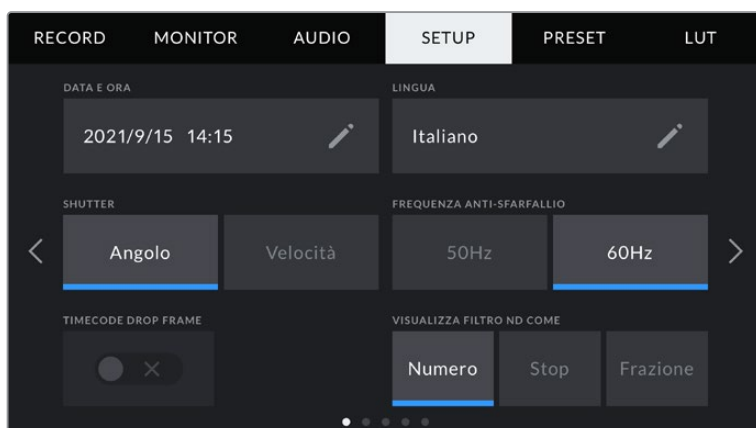 RECORD MONITOR AUDIO SETUP PRESET LUT
DATA E ORA LINGUA
2021/9/15 14:15 Italiano
SHUTTER FREQUENZA ANTI-SFARFALLIO
Angolo Velocità 50Hz 60Hz
TIMECODE DROP FRAME VISUALIZZA FILTRO ND COME
Numero Stop Frazione